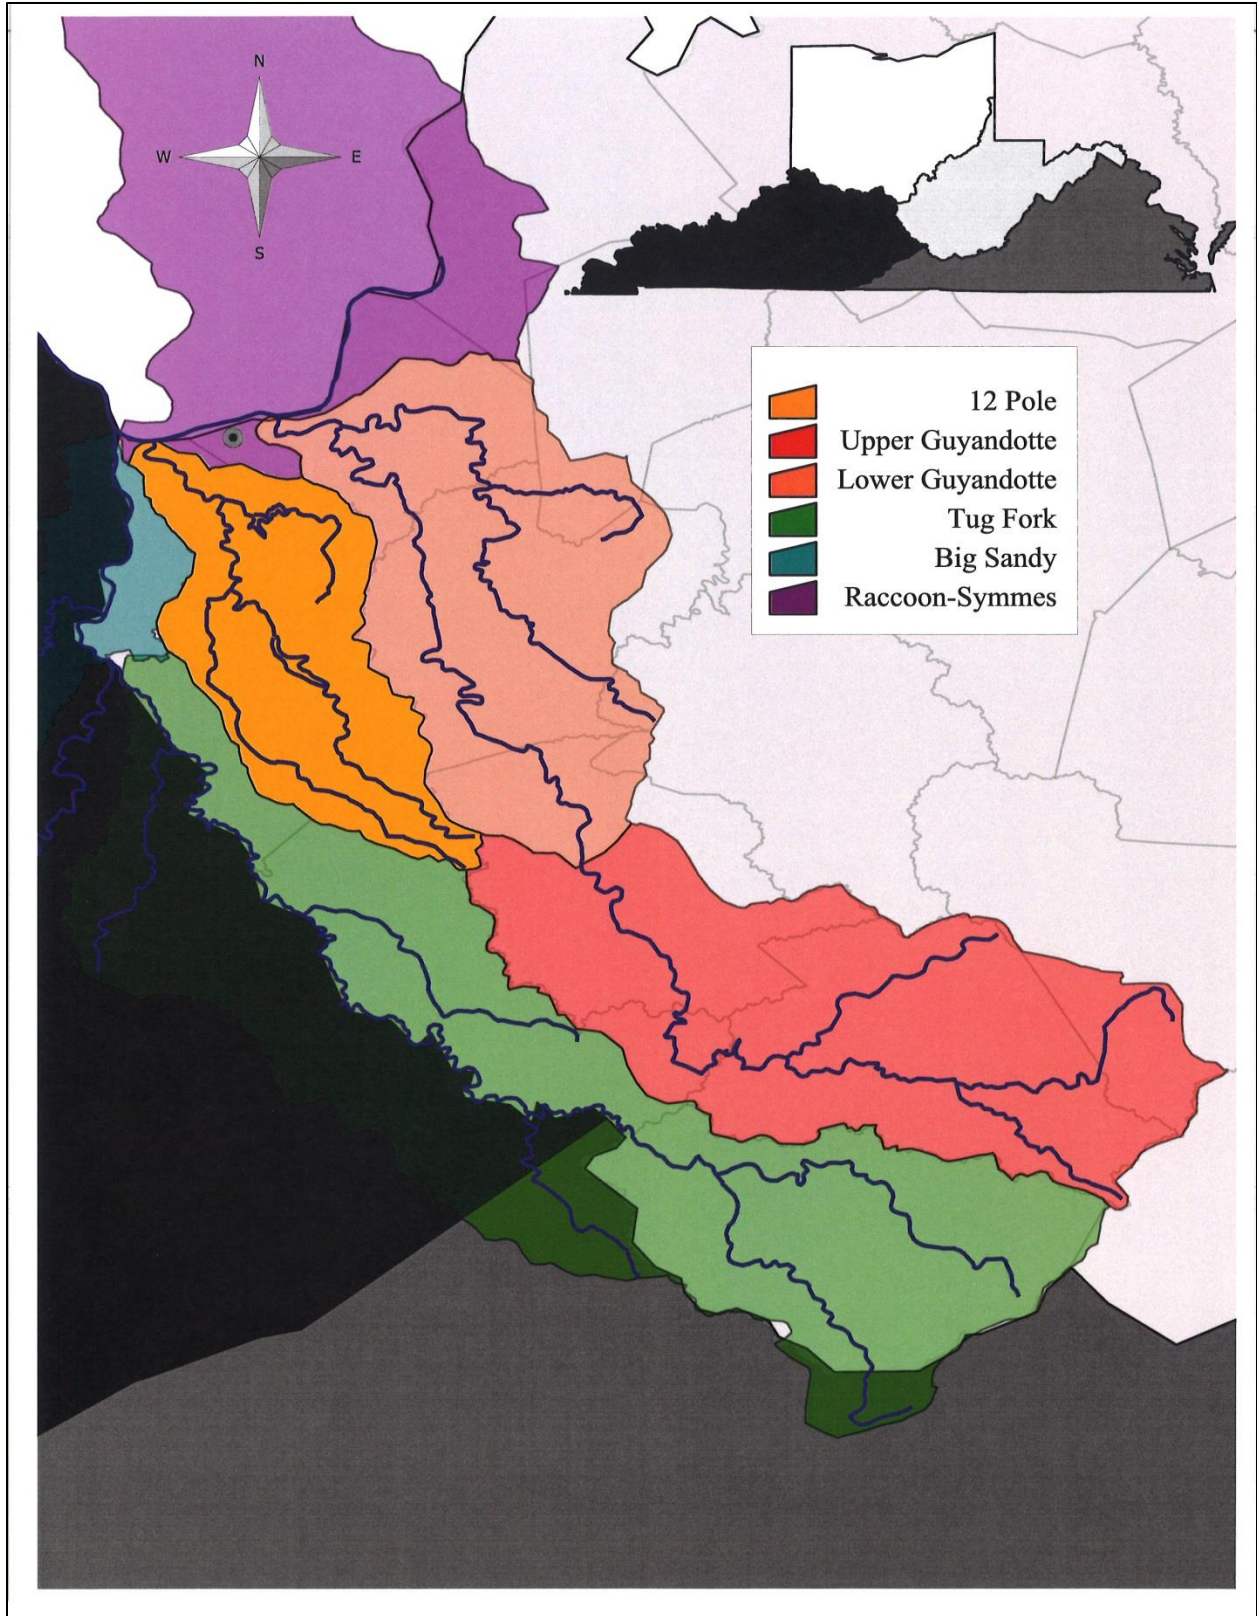 N
W E
S
12 Pole
Upper Guyandotte
Lower Guyandotte
Tug Fork
Big Sandy
Raccoon-Symmes